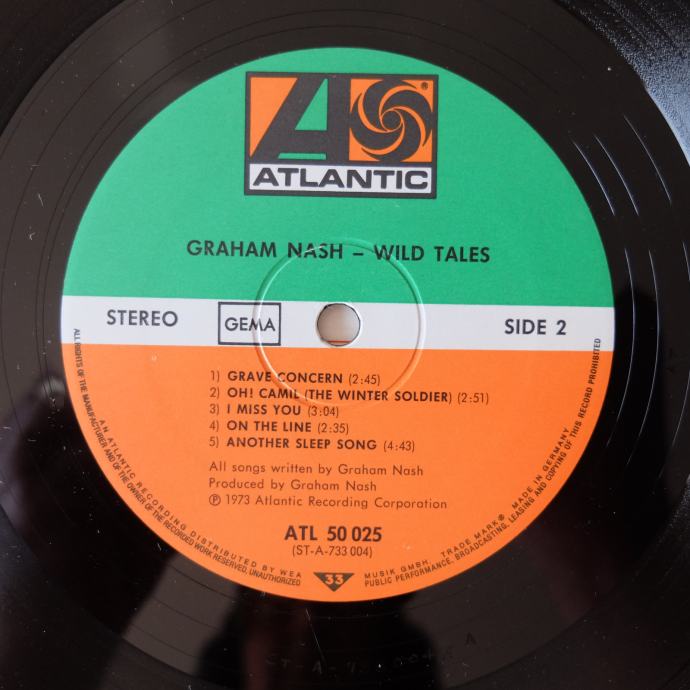 ATLANTIC
®
GRAHAM NASH – WILD TALES
STEREO
GEMA
SIDE 2
1) GRAVE CONCERN (2:45)
2) OH! CAMIL (THE WINTER SOLDIER) (2:51)
3) I MISS YOU (3:04)
4) ON THE LINE (2:35)
5) ANOTHER SLEEP SONG (4:43)
All songs written by Graham Nash
Produced by Graham Nash
℗ 1973 Atlantic Recording Corporation
ATL 50 025
(ST-A-733 004)
33
AN ATLANTIC RECORDING DISTRIBUTED BY WEA MUSIK GMBH. TRADE MARK® MADE IN GERMANY
ALL RIGHTS OF THE MANUFACTURER AND OF THE OWNER OF THE RECORDED WORK RESERVED, UNAUTHORIZED PUBLIC PERFORMANCE, BROADCASTING, LEASING AND COPYING OF THIS RECORD PROHIBITED